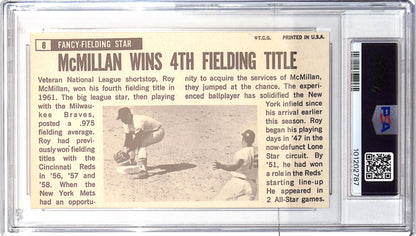 8
FANCY-FIELDING STAR
©T.C.G. PRINTED IN U.S.A.
McMILLAN WINS 4TH FIELDING TITLE
Veteran National League shortstop, Roy
McMillan, won his fourth fielding title in
1961. The big league star, then playing
with the Milwau-
kee Braves,
posted a .975
fielding average.
Roy had previ-
ously won fielding
titles with the
Cincinnati Reds
in '56, '57 and
'58. When the
New York Mets
had an opportu-
nity to acquire the services of McMillan,
they jumped at the chance. The experi-
enced ballplayer has solidified the New
York infield since
his arrival earlier
this season. Roy
began his playing
days in '47 in the
now-defunct Lone
Star circuit. By
'51, he had won
a role in the Reds'
starting line-up
He appeared in
2 All-Star games.
PSA
101202787